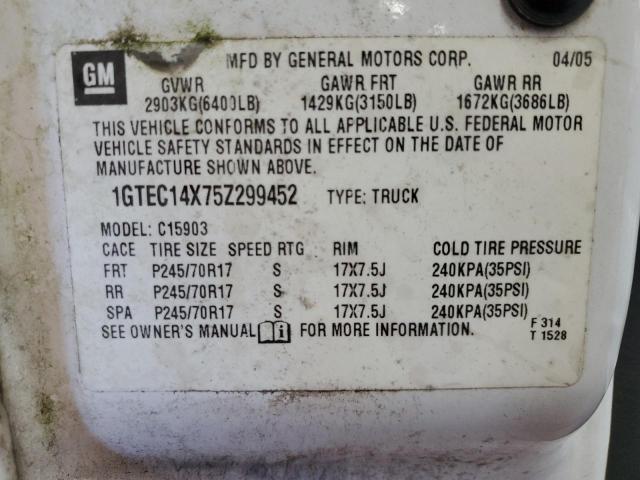 GM
MFD BY GENERAL MOTORS CORP. 04/05
GVWR GAWR FRT GAWR RR
2903KG(6400LB) 1429KG(3150LB) 1672KG(3686LB)
THIS VEHICLE CONFORMS TO ALL APPLICABLE U.S. FEDERAL MOTOR
VEHICLE SAFETY STANDARDS IN EFFECT ON THE DATE OF
MANUFACTURE SHOWN ABOVE.
1GTEC14X75Z299452 TYPE: TRUCK
MODEL: C15903
CACE TIRE SIZE SPEED RTG RIM COLD TIRE PRESSURE
FRT P245/70R17 S 17X7.5J 240KPA(35PSI)
RR P245/70R17 S 17X7.5J 240KPA(35PSI)
SPA P245/70R17 S 17X7.5J 240KPA(35PSI)
SEE OWNER'S MANUAL i FOR MORE INFORMATION.
F 314
T 1528